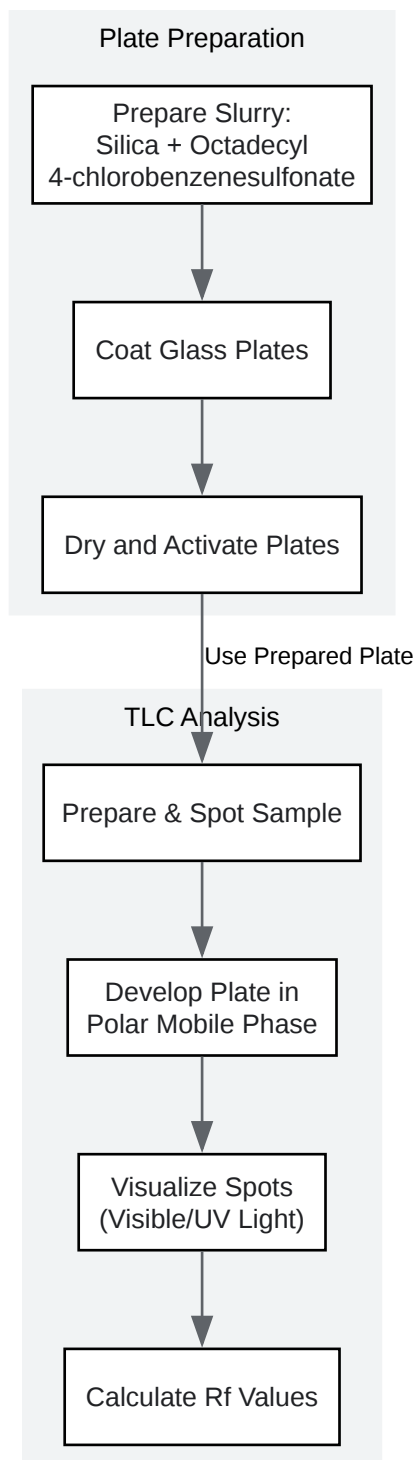 Plate Preparation
Prepare Slurry:
Silica + Octadecyl
4-chlorobenzenesulfonate
Coat Glass Plates
Dry and Activate Plates
Use Prepared Plate
TLC Analysis
Prepare & Spot Sample
Develop Plate in
Polar Mobile Phase
Visualize Spots
(Visible/UV Light)
Calculate Rf Values